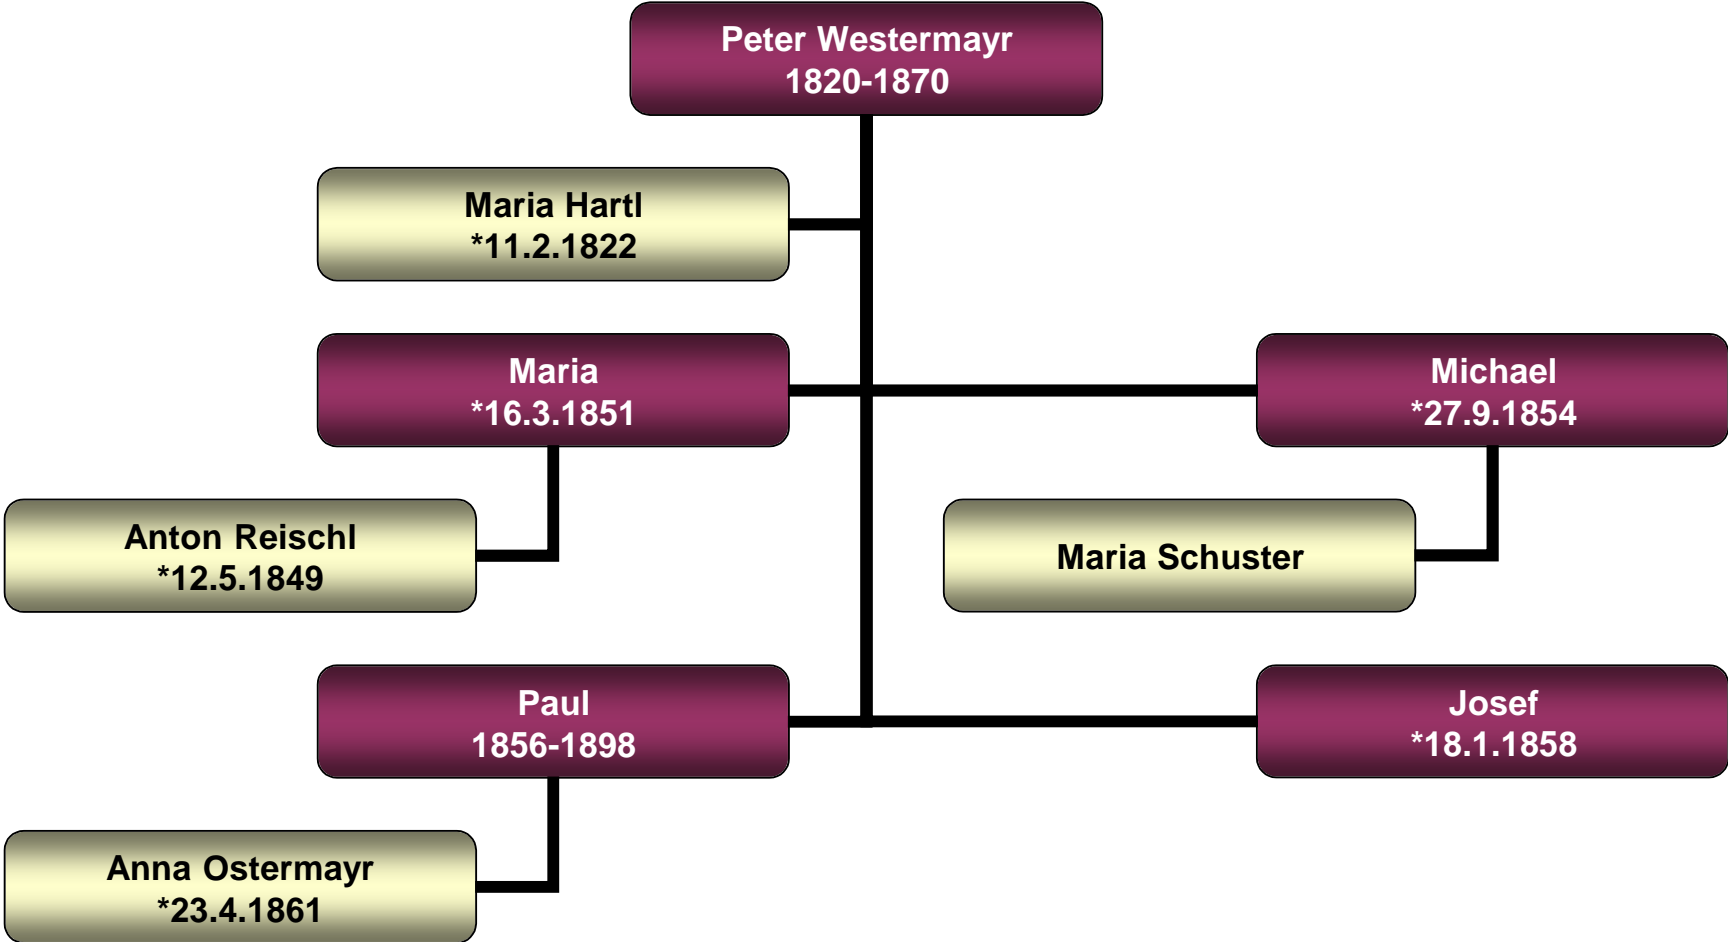 Peter Westermayr
1820-1870
Maria Hartl
*11.2.1822
Maria
*16.3.1851
Michael
*27.9.1854
Anton Reischl
*12.5.1849
Maria Schuster
Paul
1856-1898
Josef
*18.1.1858
Anna Ostermayr
*23.4.1861